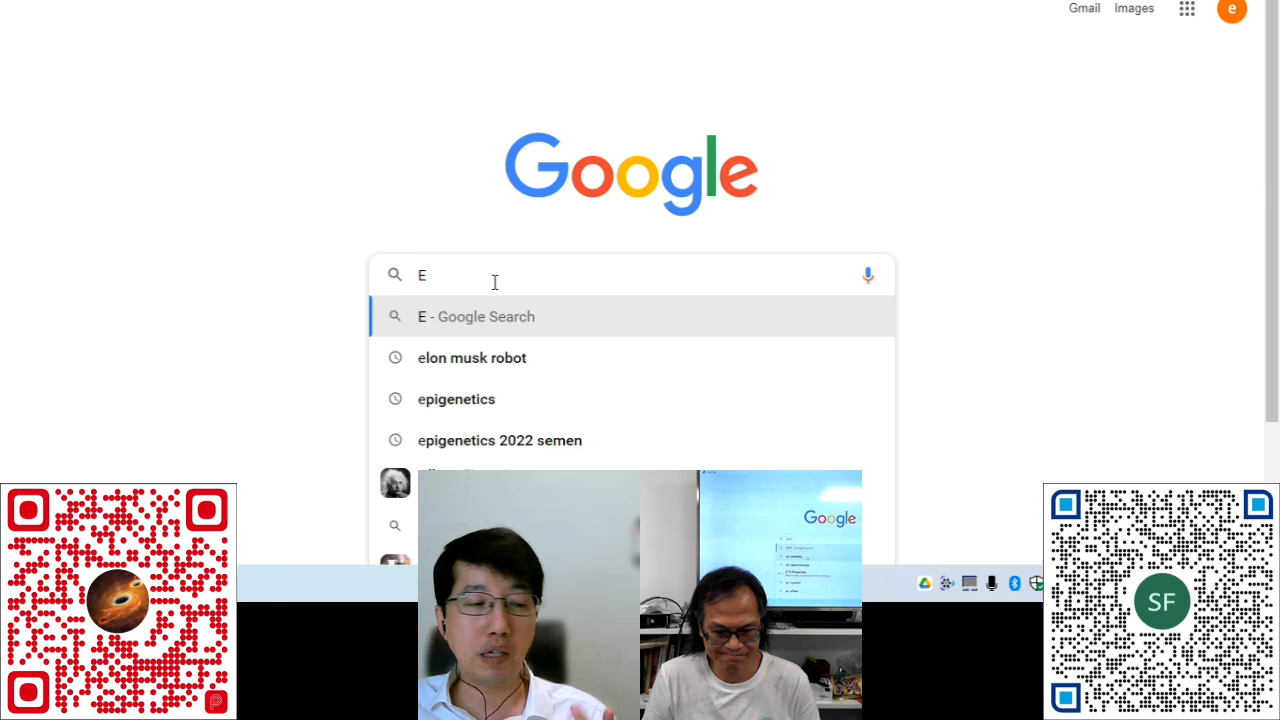 Gmail Images e
Google
E
E - Google Search
elon musk robot
epigenetics
epigenetics 2022 semen
Google
SF